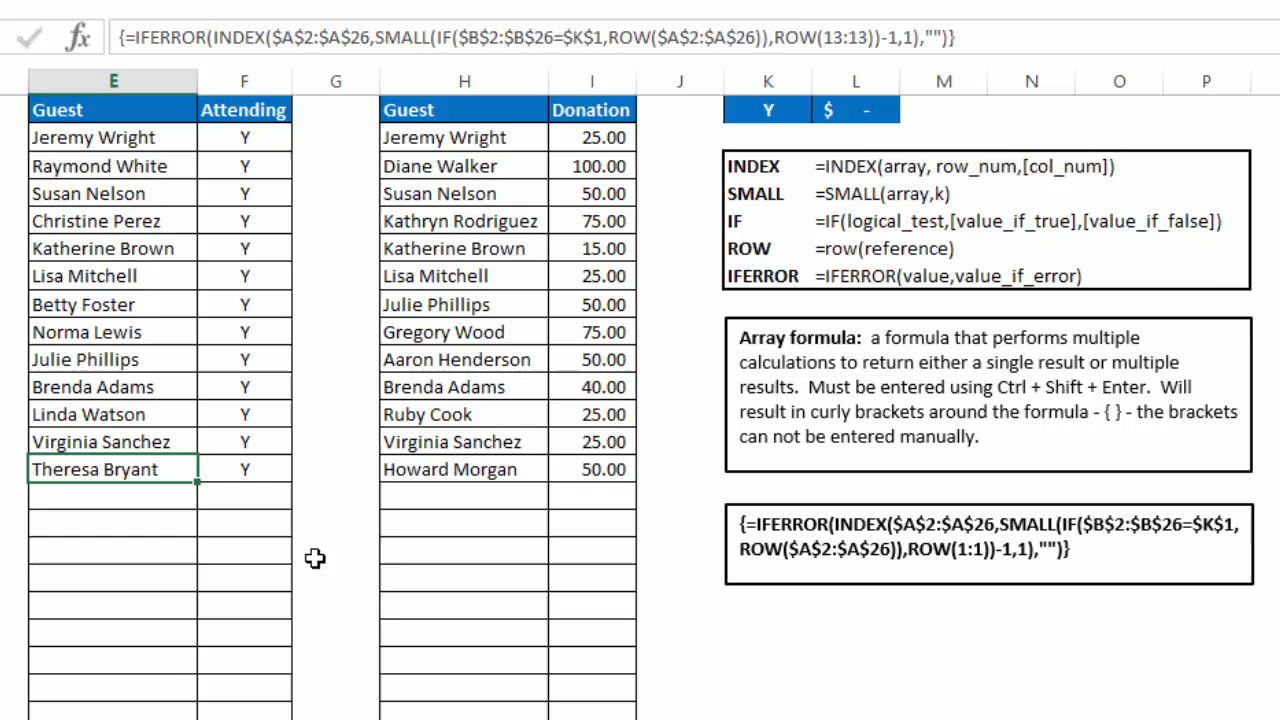 {=IFERROR(INDEX($A$2:$A$26,SMALL(IF($B$2:$B$26=$K$1,ROW($A$2:$A$26)),ROW(13:13))-1,1),"")}
E F G H I J K L M N O P
Guest Attending Guest Donation Y $ -
Jeremy Wright Y Jeremy Wright 25.00
Raymond White Y Diane Walker 100.00
Susan Nelson Y Susan Nelson 50.00
Christine Perez Y Kathryn Rodriguez 75.00
Katherine Brown Y Katherine Brown 15.00
Lisa Mitchell Y Lisa Mitchell 25.00
Betty Foster Y Julie Phillips 50.00
Norma Lewis Y Gregory Wood 75.00
Julie Phillips Y Aaron Henderson 50.00
Brenda Adams Y Brenda Adams 40.00
Linda Watson Y Ruby Cook 25.00
Virginia Sanchez Y Virginia Sanchez 25.00
Theresa Bryant Y Howard Morgan 50.00
INDEX =INDEX(array, row_num,[col_num])
SMALL =SMALL(array,k)
IF =IF(logical_test,[value_if_true],[value_if_false])
ROW =row(reference)
IFERROR =IFERROR(value,value_if_error)
Array formula: a formula that performs multiple
calculations to return either a single result or multiple
results. Must be entered using Ctrl + Shift + Enter. Will
result in curly brackets around the formula - { } - the brackets
can not be entered manually.
{=IFERROR(INDEX($A$2:$A$26,SMALL(IF($B$2:$B$26=$K$1,
ROW($A$2:$A$26)),ROW(1:1))-1,1),"")}